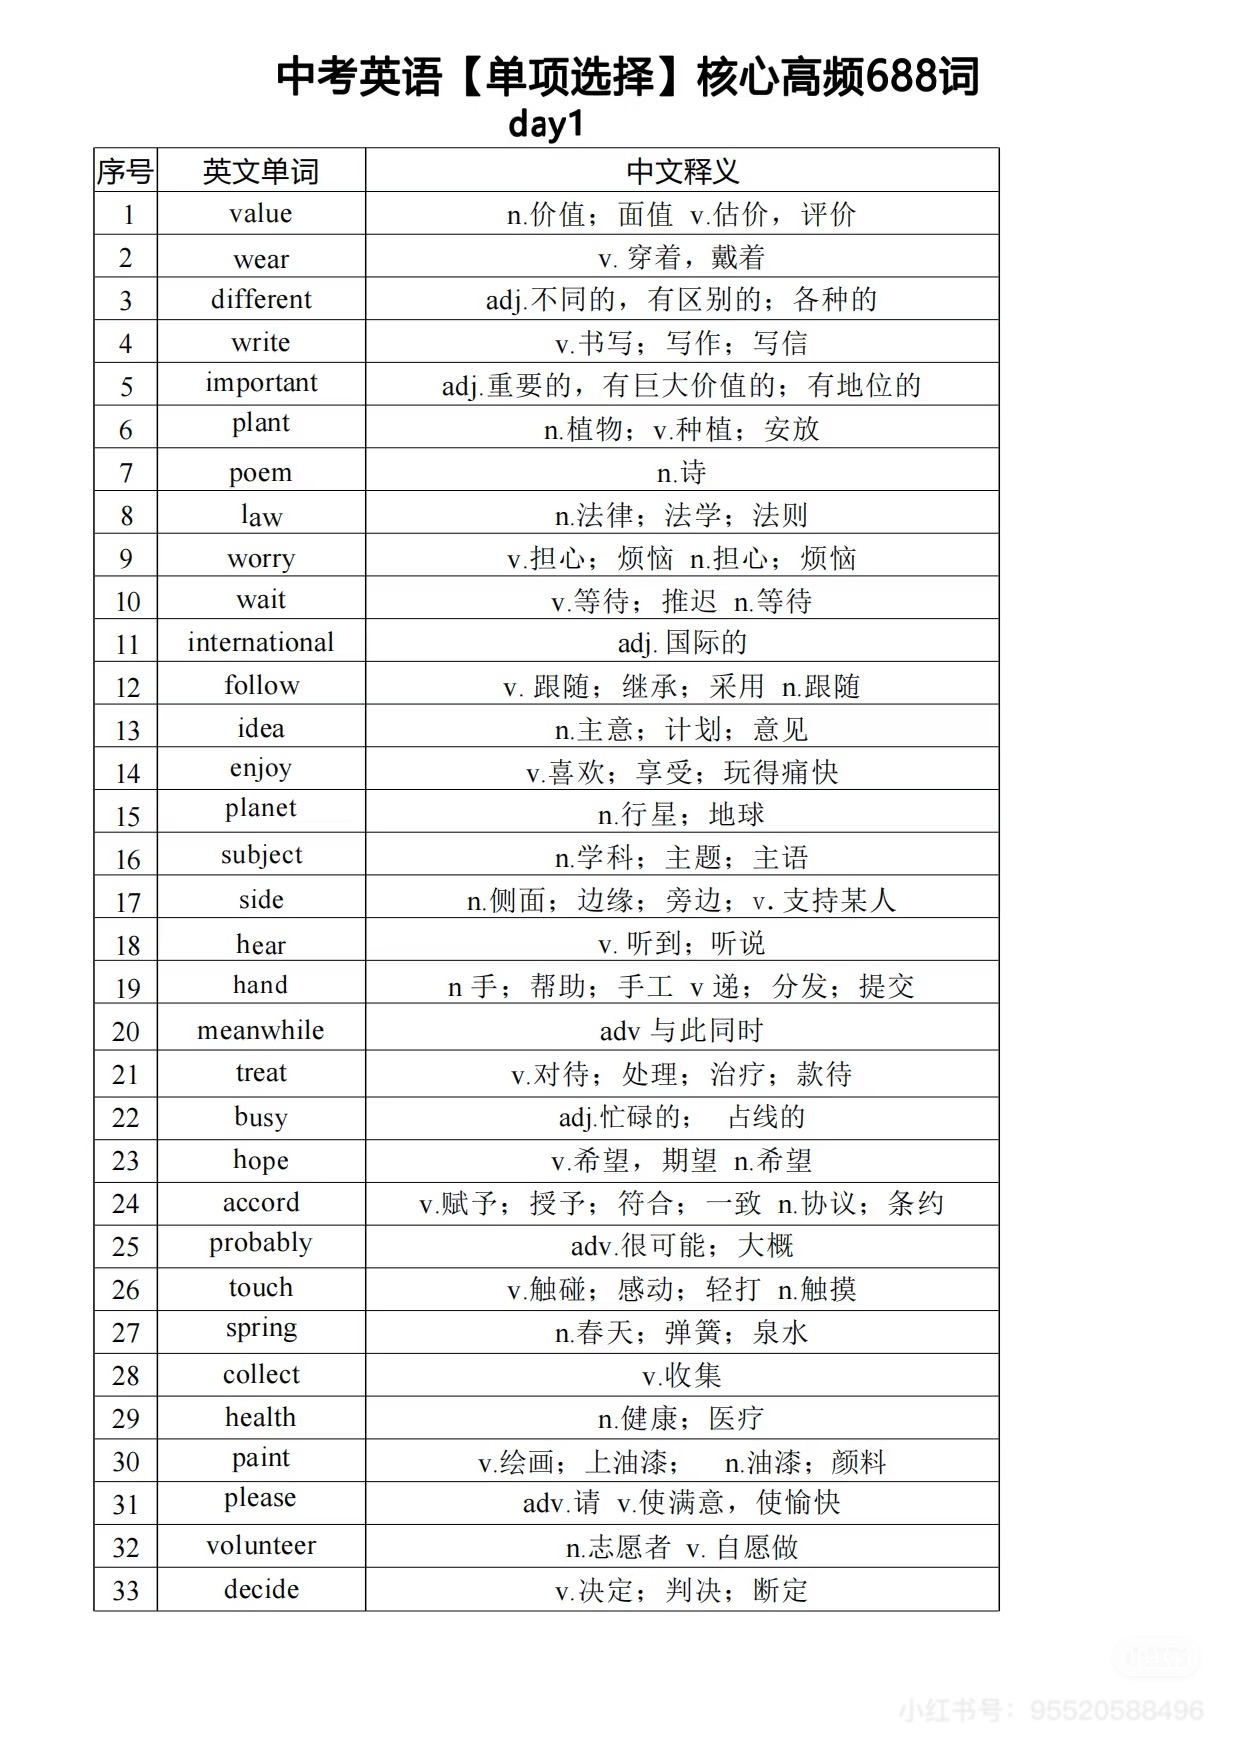 中考英语【单项选择】核心高频688词
day1
序号 英文单词 中文释义
1 value n.价值；面值 v.估价，评价
2 wear v. 穿着，戴着
3 different adj.不同的，有区别的；各种的
4 write v.书写；写作；写信
5 important adj.重要的，有巨大价值的；有地位的
6 plant n.植物；v.种植；安放
7 poem n.诗
8 law n.法律；法学；法则
9 worry v.担心；烦恼 n.担心；烦恼
10 wait v.等待；推迟 n.等待
11 international adj. 国际的
12 follow v. 跟随；继承；采用 n.跟随
13 idea n.主意；计划；意见
14 enjoy v.喜欢；享受；玩得痛快
15 planet n.行星；地球
16 subject n.学科；主题；主语
17 side n.侧面；边缘；旁边；v. 支持某人
18 hear v. 听到；听说
19 hand n 手；帮助；手工 v 递；分发；提交
20 meanwhile adv 与此同时
21 treat v.对待；处理；治疗；款待
22 busy adj.忙碌的； 占线的
23 hope v.希望，期望 n.希望
24 accord v.赋予；授予；符合；一致 n.协议；条约
25 probably adv.很可能；大概
26 touch v.触碰；感动；轻打 n.触摸
27 spring n.春天；弹簧；泉水
28 collect v.收集
29 health n.健康；医疗
30 paint v.绘画；上油漆； n.油漆；颜料
31 please adv.请 v.使满意，使愉快
32 volunteer n.志愿者 v. 自愿做
33 decide v.决定；判决；断定
小红书
小红书号：95520588496